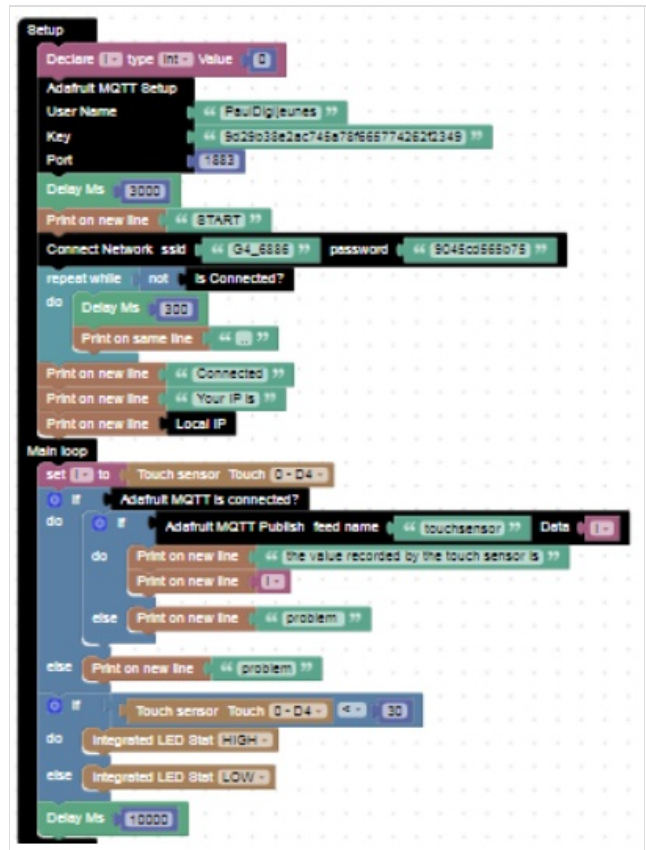 Setup
Declare i type int Value 0
Adafruit MQTT Setup
User Name “ PaulDigijeunes ”
Key
Port 1883
Delay Ms 3000
Print on new line “ START ”
Connect Network ssid “ G4_6886 ” password
repeat while not Is Connected?
do Delay Ms 300
Print on same line “ .. ”
Print on new line “ Connected ”
Print on new line “ Your IP is ”
Print on new line Local IP
Main loop
set i to Touch sensor Touch 0 - D4
if Adafruit MQTT is connected?
do if Adafruit MQTT Publish feed name “ touchsensor ” Data i
do Print on new line “ the value recorded by the touch sensor is ”
Print on new line i
else Print on new line “ problem ”
else Print on new line “ problem ”
if Touch sensor Touch 0 - D4 < 30
do Integrated LED Stat HIGH
else Integrated LED Stat LOW
Delay Ms 10000